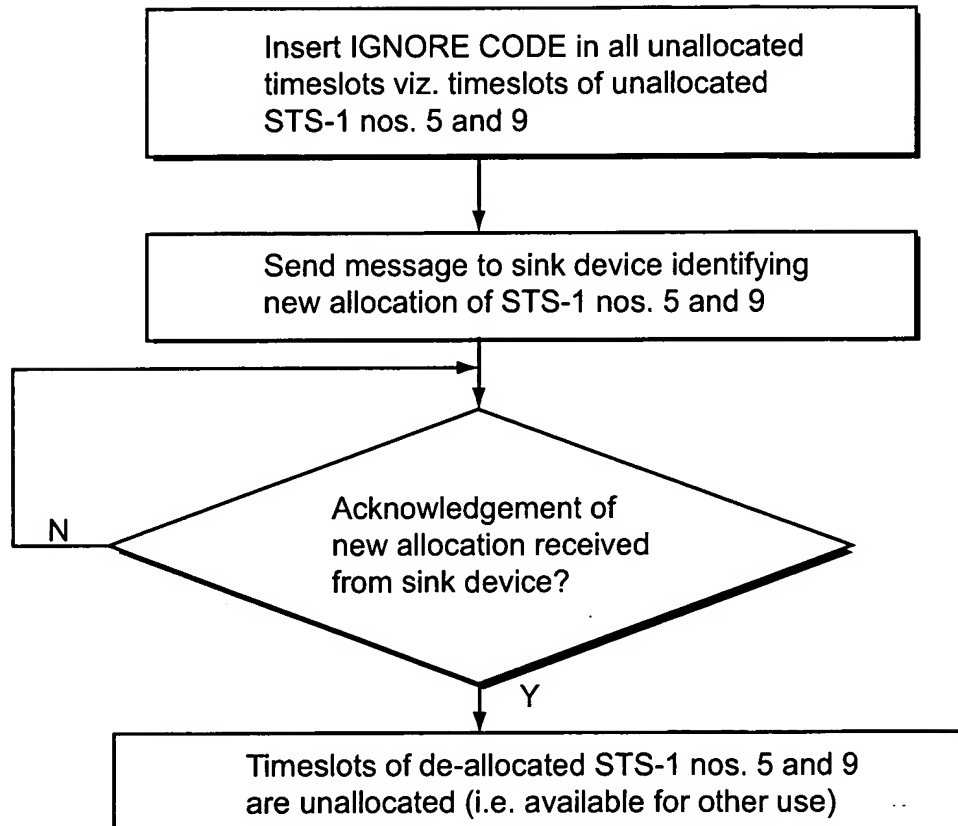 Insert IGNORE CODE in all unallocated
timeslots viz. timeslots of unallocated
STS-1 nos. 5 and 9
Send message to sink device identifying
new allocation of STS-1 nos. 5 and 9
Acknowledgement of
new allocation received
from sink device?
N
Y
Timeslots of de-allocated STS-1 nos. 5 and 9
are unallocated (i.e. available for other use)